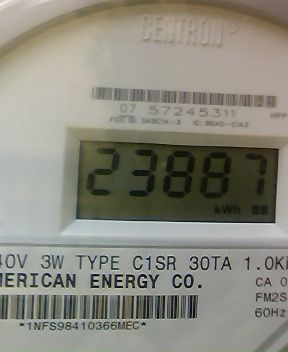 CENTRON
07 57245311
23887
kWh
40V 3W TYPE C1SR 30TA 1.0K
MERICAN ENERGY CO.
CA 0
FM2S
60Hz
*1NFS98410366MEC*